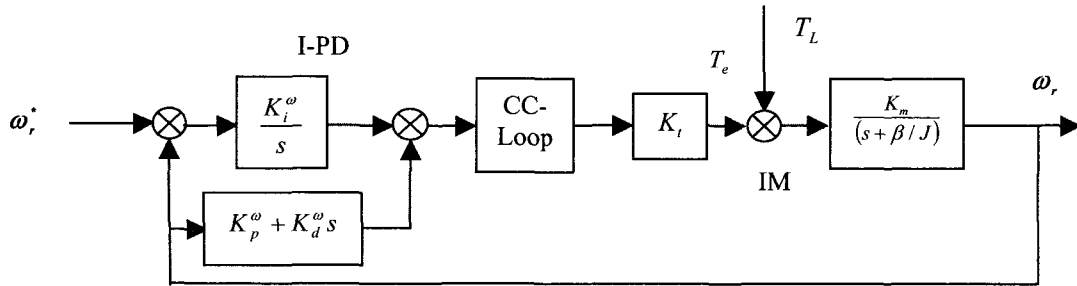 I-PD
T_L
T_e
ω_r^*
K_i^ω / s
CC-
Loop
K_t
K_m / (s + β / J)
ω_r
IM
K_p^ω + K_d^ω s